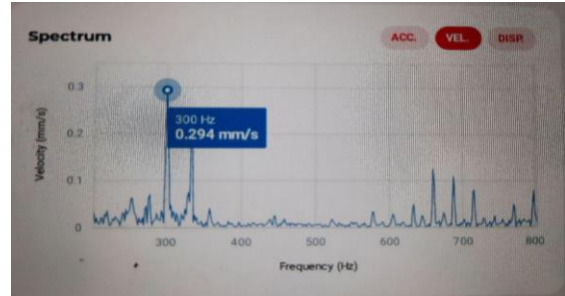 Spectrum
ACC. VEL. DISP.
0.3
300 Hz
0.294 mm/s
0.2
0.1
0
Velocity (mm/s)
300 400 500 600 700 800
Frequency (Hz)